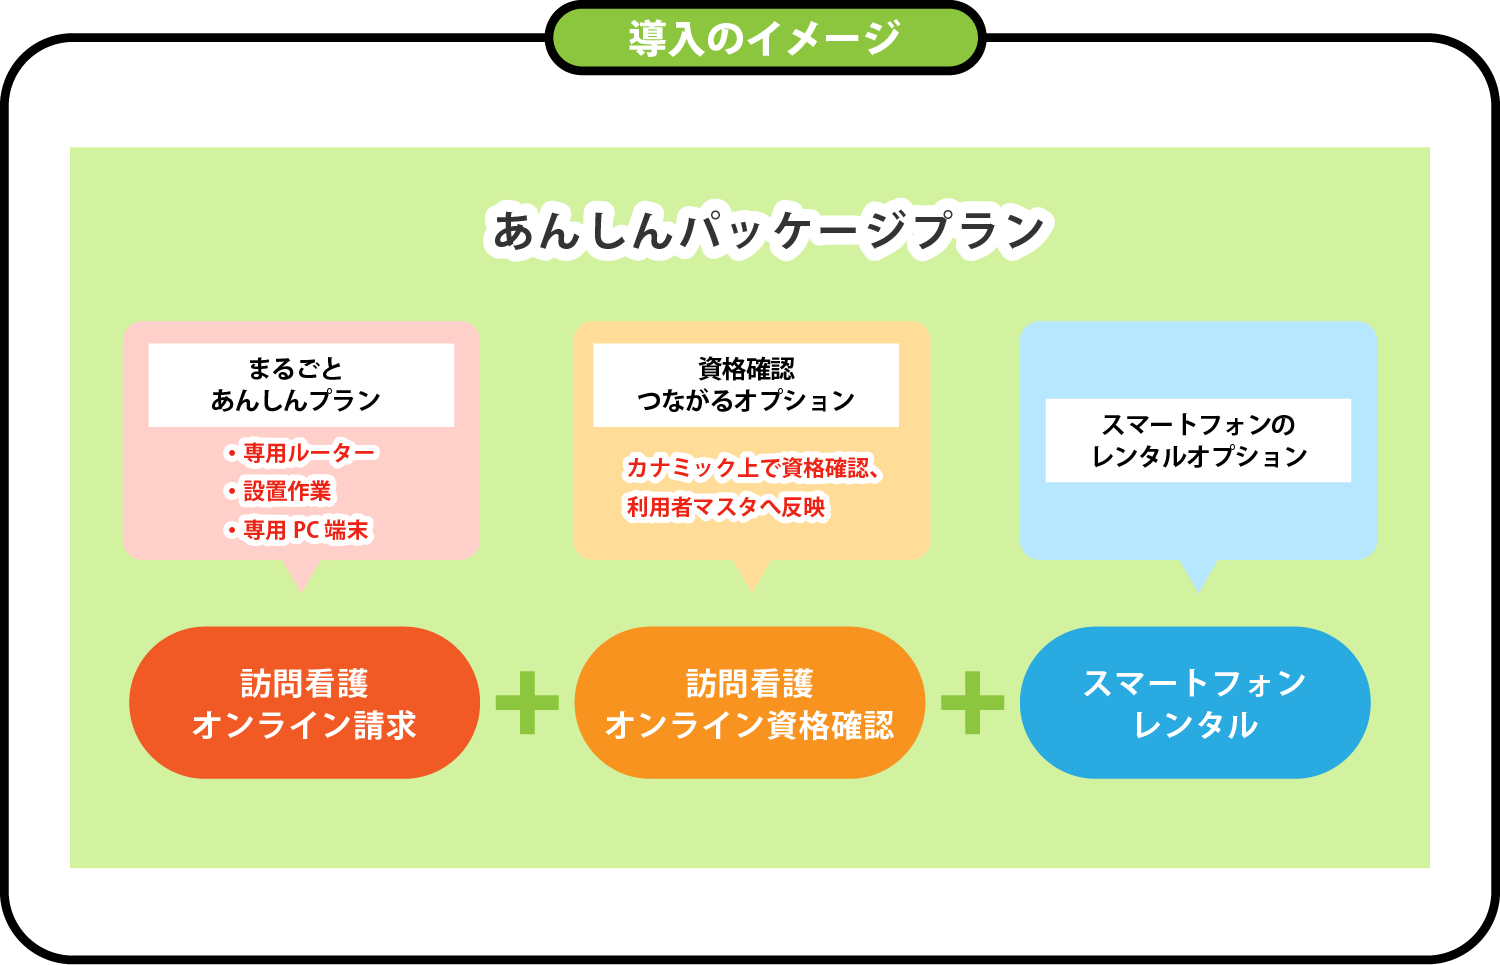 導入のイメージ
あんしんパッケージプラン
まるごと
あんしんプラン
・専用ルーター
・設置作業
・専用 PC 端末
資格確認
つながるオプション
カナミック上で資格確認、
利用者マスタへ反映
スマートフォンの
レンタルオプション
訪問看護
オンライン請求
訪問看護
オンライン資格確認
スマートフォン
レンタル